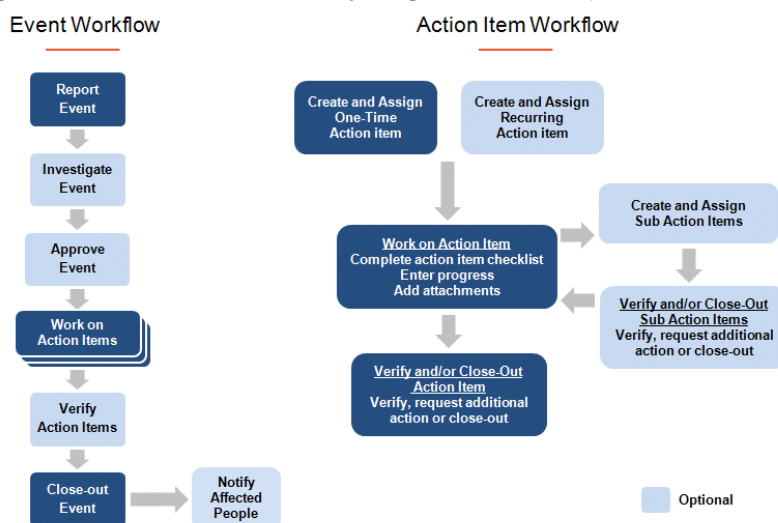 Event Workflow
Report
Event
Investigate
Event
Approve
Event
Work on
Action Items
Verify
Action Items
Close-out
Event
Notify
Affected
People
Action Item Workflow
Create and Assign
One-Time
Action item
Create and Assign
Recurring
Action item
Work on Action Item
Complete action item checklist
Enter progress
Add attachments
Create and Assign
Sub Action Items
Verify and/or Close-Out
Sub Action Items
Verify, request additional
action or close-out
Verify and/or Close-Out
Action Item
Verify, request additional
action or close-out
Optional